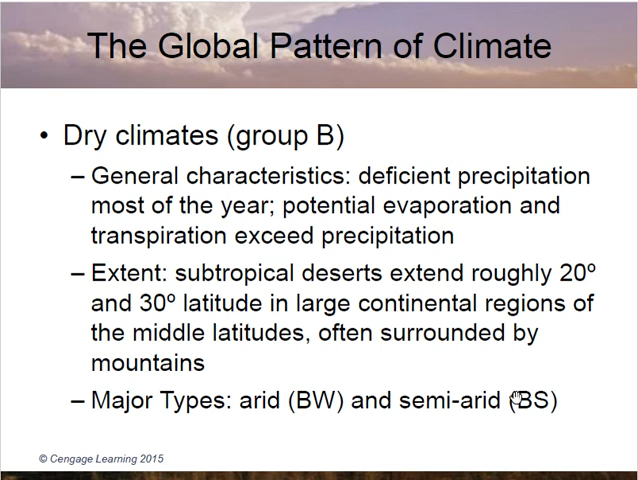 The Global Pattern of Climate
• Dry climates (group B)
– General characteristics: deficient precipitation
most of the year; potential evaporation and
transpiration exceed precipitation
– Extent: subtropical deserts extend roughly 20º
and 30º latitude in large continental regions of
the middle latitudes, often surrounded by
mountains
– Major Types: arid (BW) and semi-arid (BS)
© Cengage Learning 2015